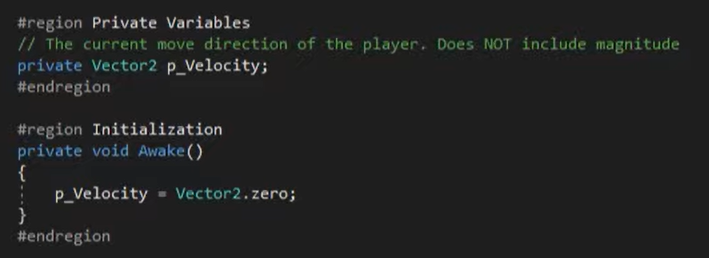 #region Private Variables
// The current move direction of the player. Does NOT include magnitude
private Vector2 p_Velocity;
#endregion
#region Initialization
private void Awake()
{
p_Velocity = Vector2.zero;
}
#endregion